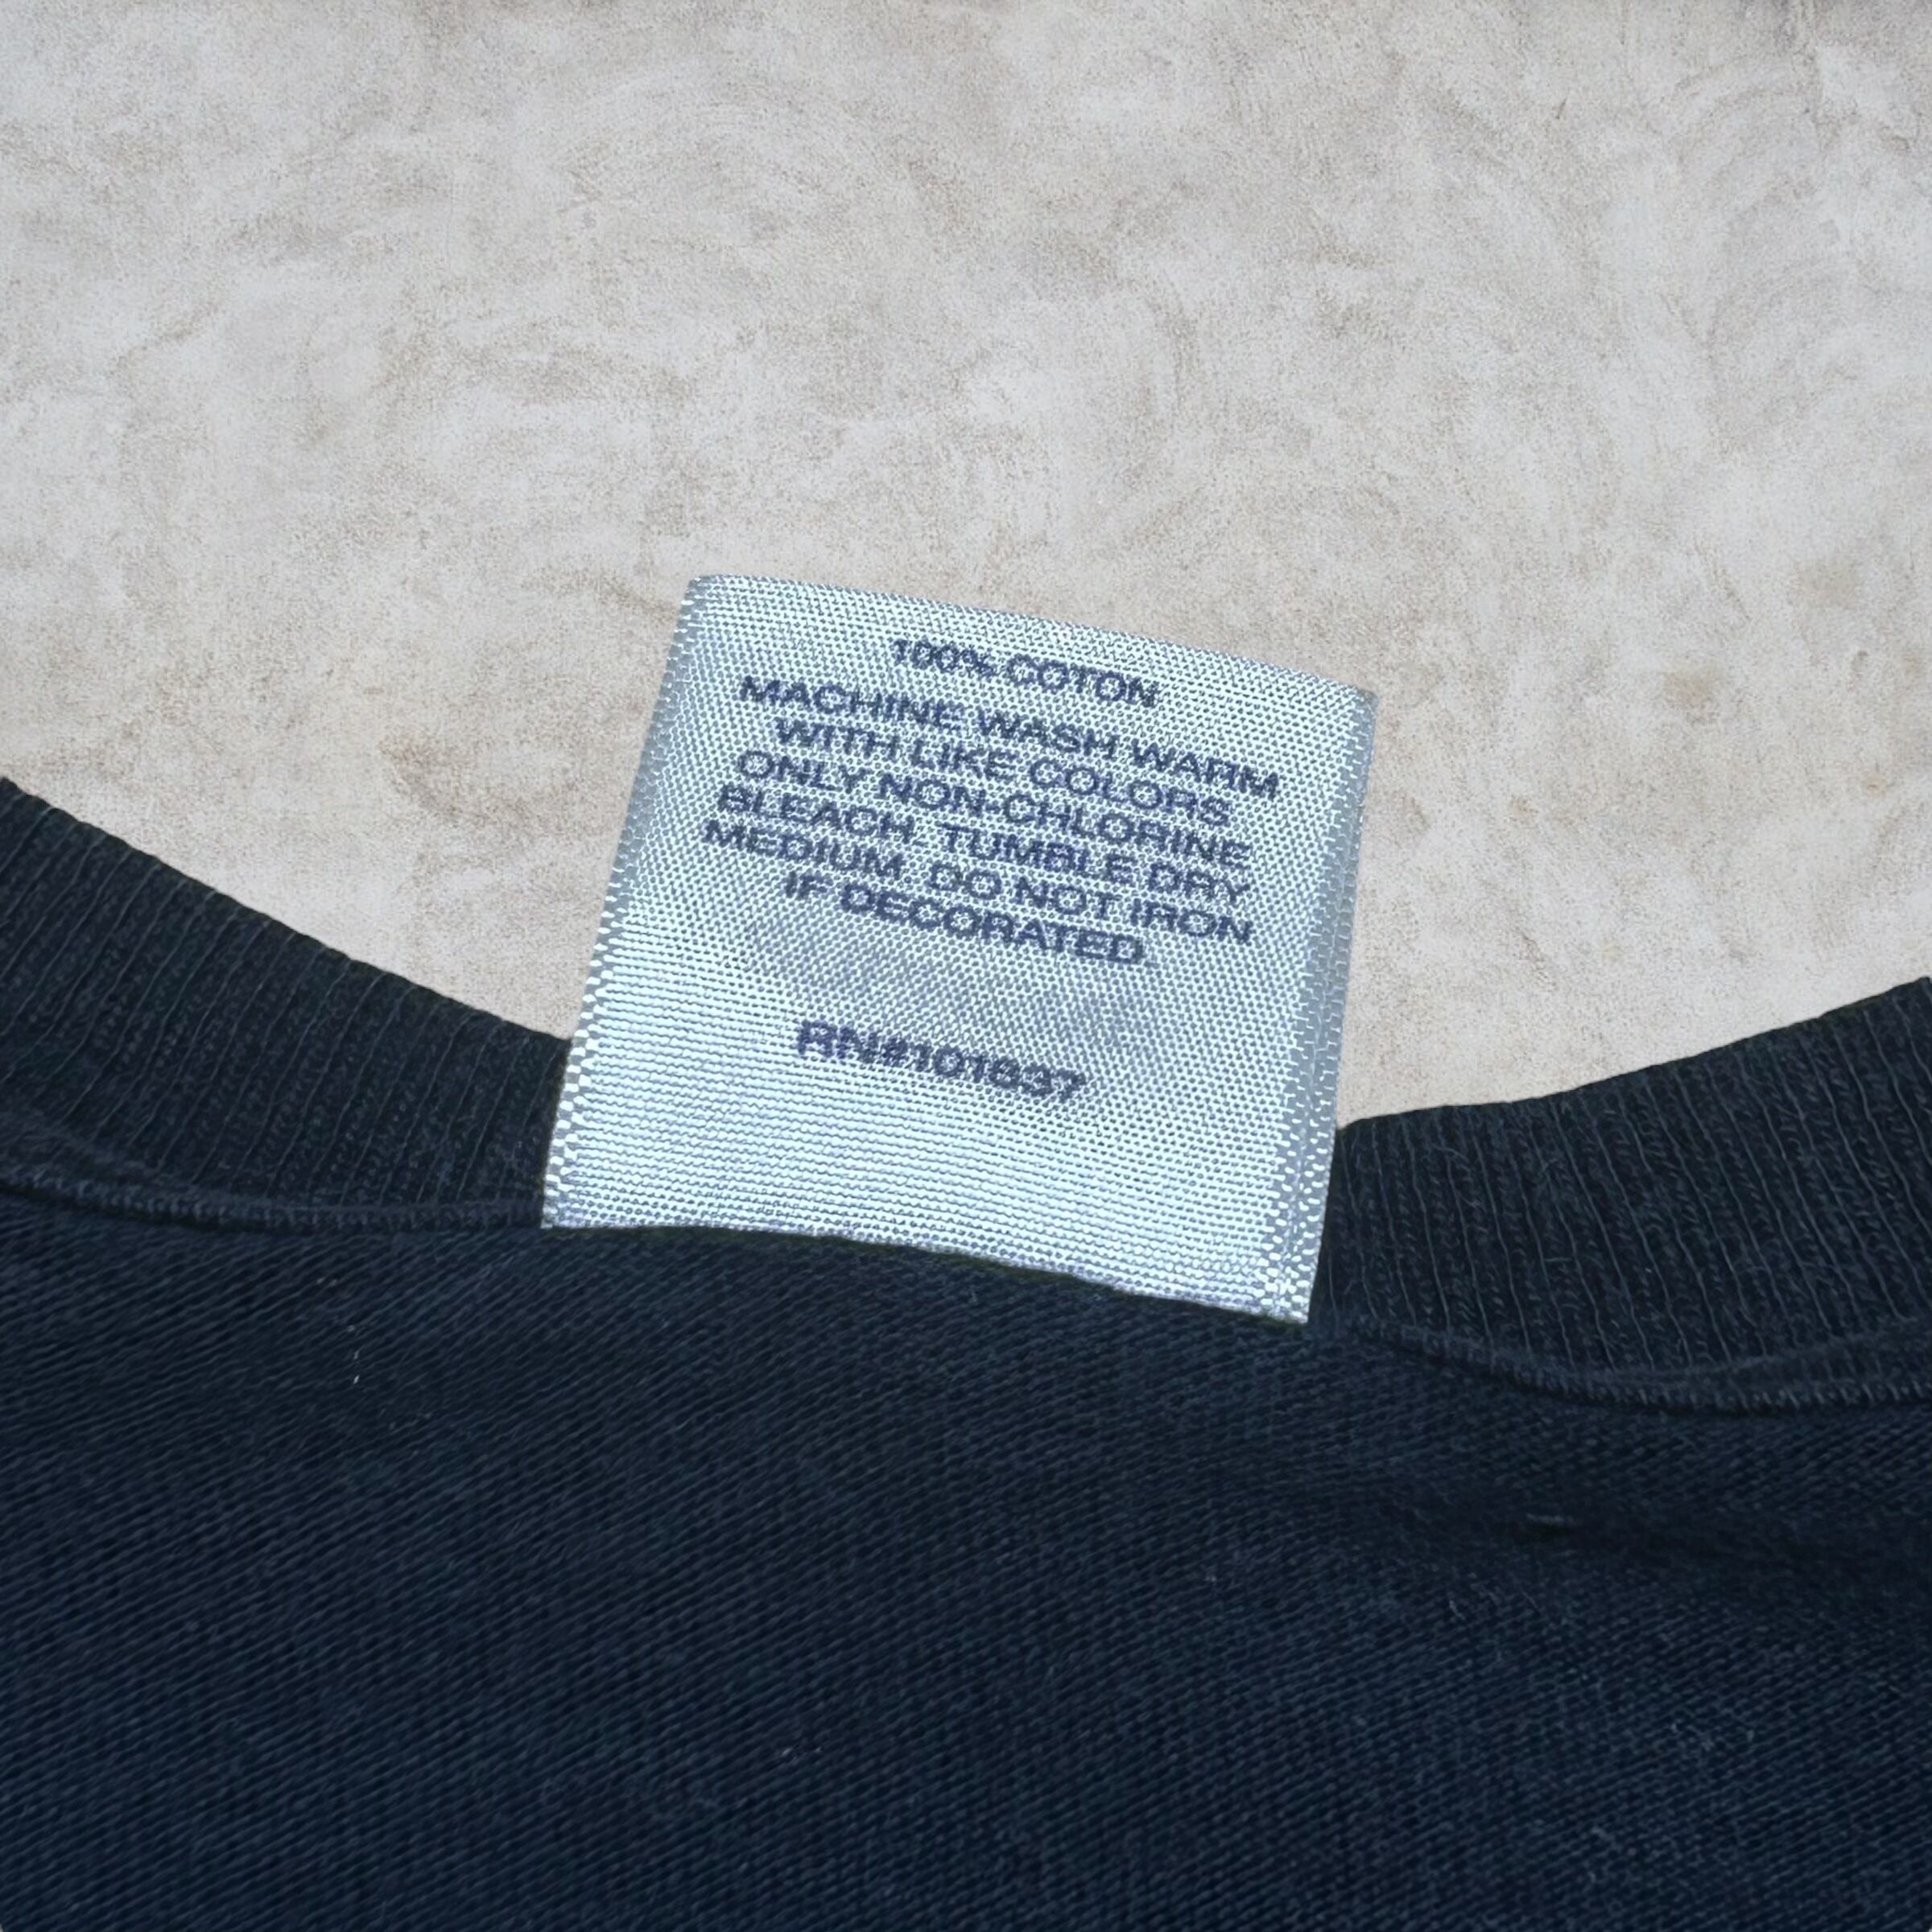 100% COTON
MACHINE WASH WARM
WITH LIKE COLORS
ONLY NON-CHLORINE
BLEACH, TUMBLE DRY
MEDIUM. DO NOT IRON
IF DECORATED
RN#101637